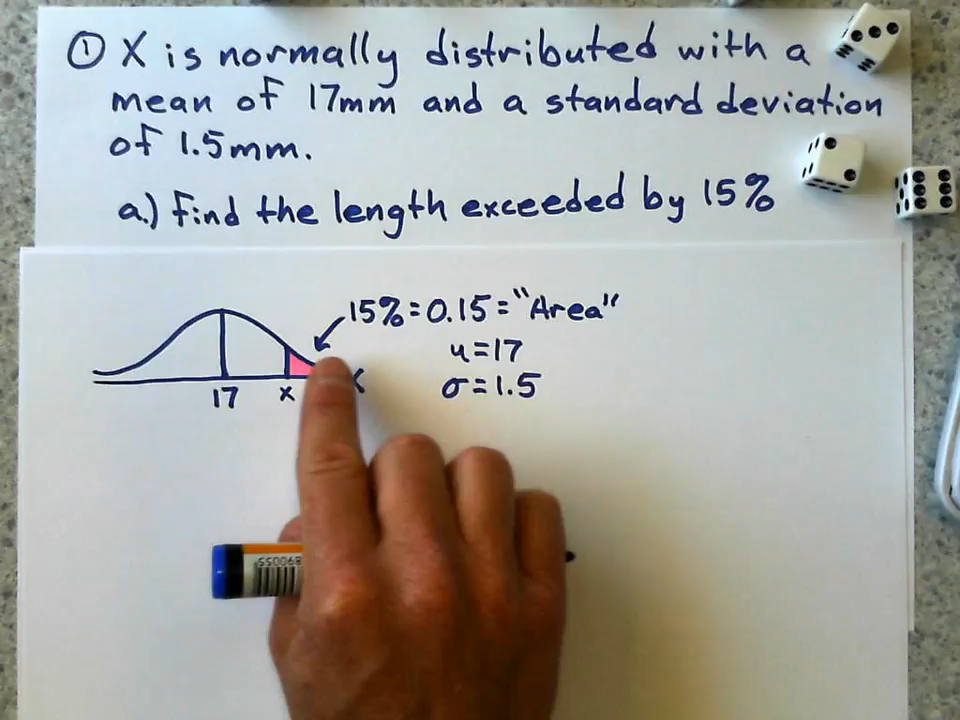 ① X is normally distributed with a
mean of 17mm and a standard deviation
of 1.5mm.
a.) Find the length exceeded by 15%
15% = 0.15 = "Area"
u = 17
σ = 1.5
17 x x